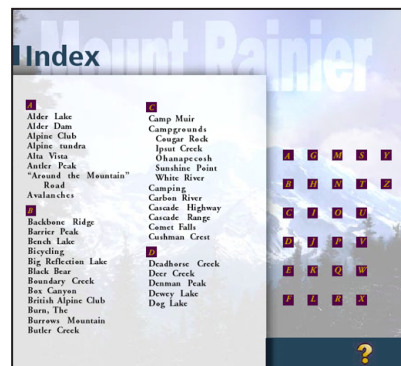 Mount Rainier
Index
A
Alder Lake
Alder Dam
Alpine Club
Alpine tundra
Alta Vista
Antler Peak
"Around the Mountain"
Road
Avalanches
B
Backbone Ridge
Barrier Peak
Bench Lake
Bicycling
Big Reflection Lake
Black Bear
Boundary Creek
Box Canyon
British Alpine Club
Burn, The
Burrows Mountain
Butler Creek
C
Camp Muir
Campgrounds
Cougar Rock
Ipsut Creek
Ohanapecosh
Sunshine Point
White River
Camping
Carbon River
Cascade Highway
Cascade Range
Comet Falls
Cushman Crest
D
Deadhorse Creek
Deer Creek
Denman Peak
Dewey Lake
Dog Lake
A G M S Y
B H N T Z
C I O U
D J P V
E K Q W
F L R X
?